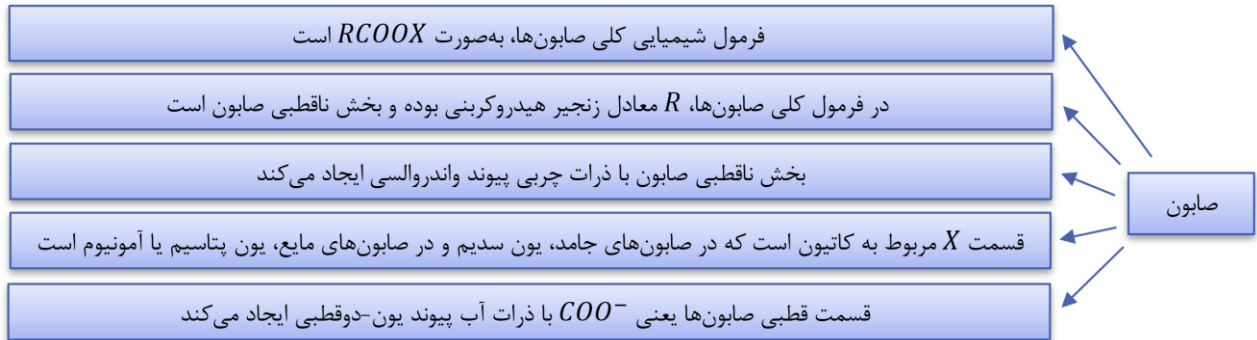 فرمول شیمیایی کلی صابون‌ها، به‌صورت RCOOX است
در فرمول کلی صابون‌ها، R معادل زنجیر هیدروکربنی بوده و بخش ناقطبی صابون است
بخش ناقطبی صابون با ذرات چربی پیوند واندروالسی ایجاد می‌کند
صابون
قسمت X مربوط به کاتیون است که در صابون‌های جامد، یون سدیم و در صابون‌های مایع، یون پتاسیم یا آمونیوم است
قسمت قطبی صابون‌ها یعنی COO⁻ با ذرات آب پیوند یون–دوقطبی ایجاد می‌کند